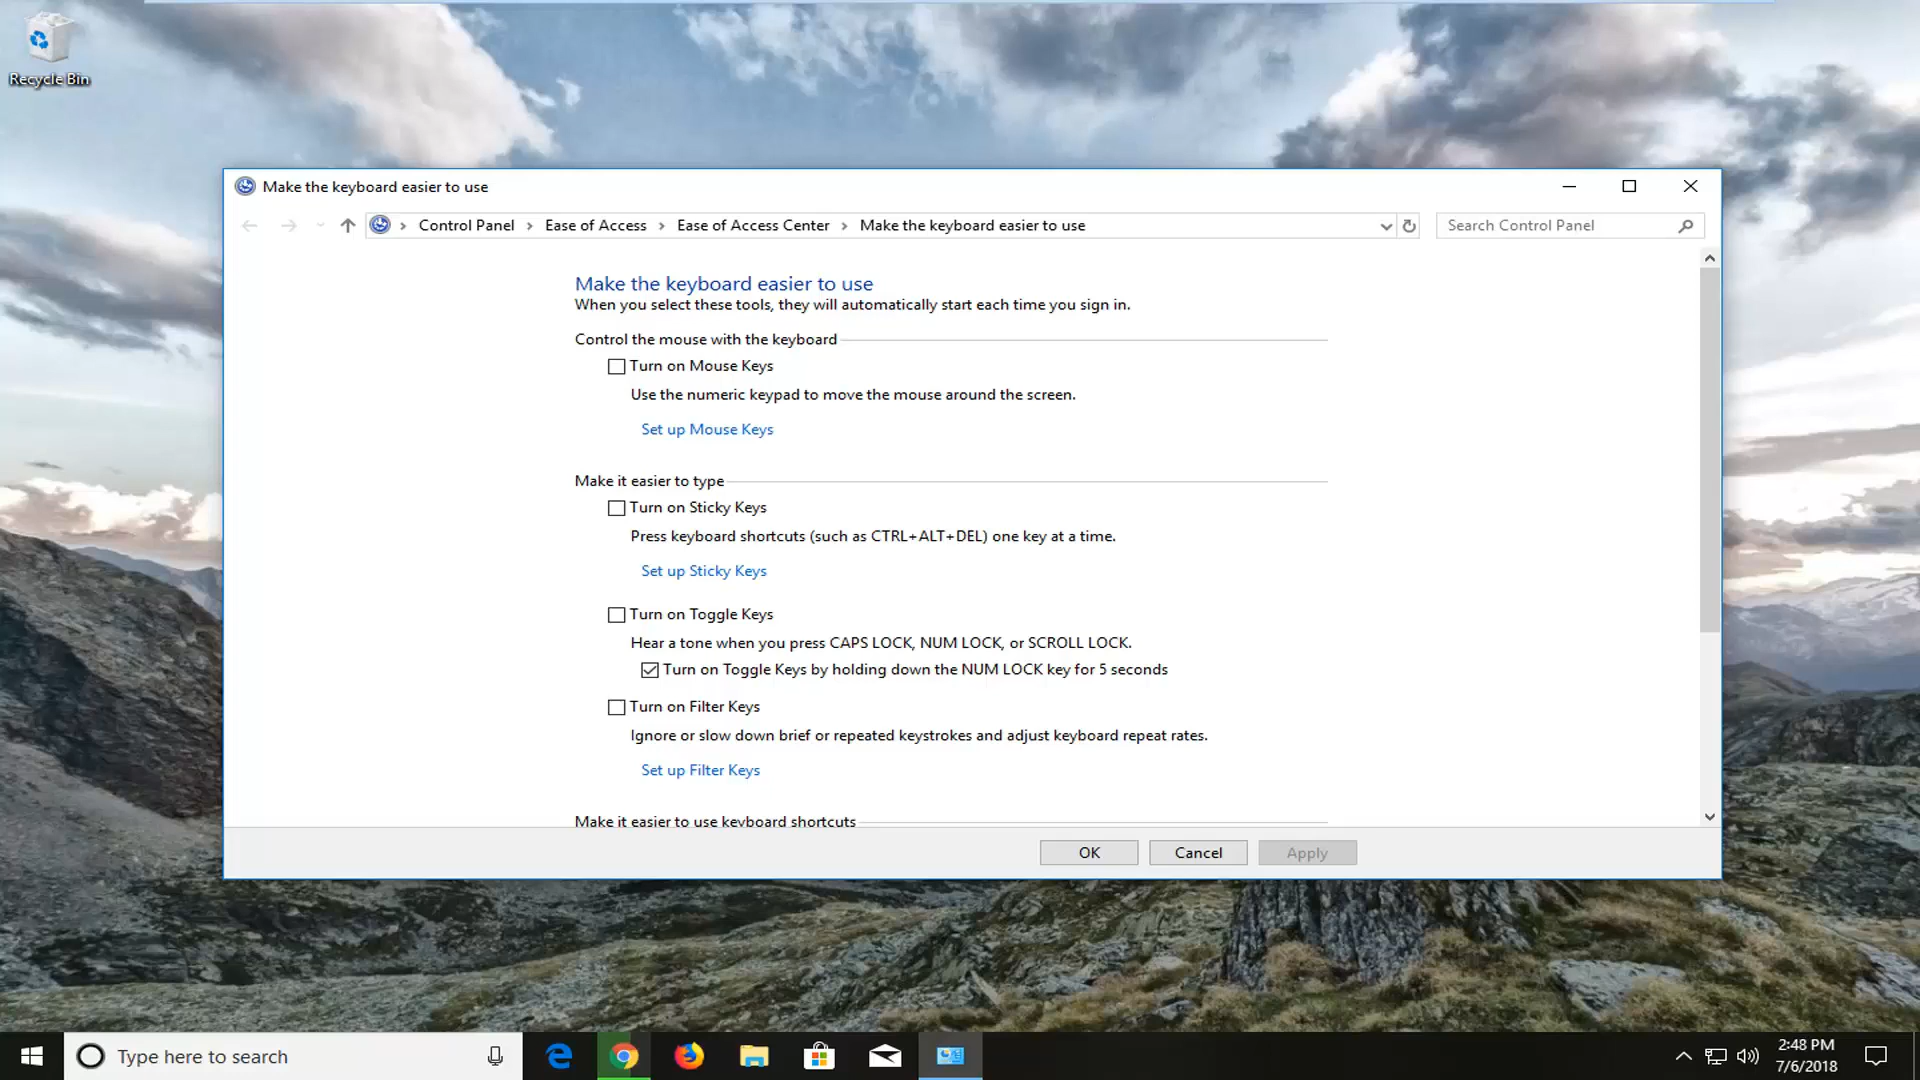 Recycle Bin
Make the keyboard easier to use
Control Panel > Ease of Access > Ease of Access Center > Make the keyboard easier to use
Search Control Panel
Make the keyboard easier to use
When you select these tools, they will automatically start each time you sign in.
Control the mouse with the keyboard
Turn on Mouse Keys
Use the numeric keypad to move the mouse around the screen.
Set up Mouse Keys
Make it easier to type
Turn on Sticky Keys
Press keyboard shortcuts (such as CTRL+ALT+DEL) one key at a time.
Set up Sticky Keys
Turn on Toggle Keys
Hear a tone when you press CAPS LOCK, NUM LOCK, or SCROLL LOCK.
Turn on Toggle Keys by holding down the NUM LOCK key for 5 seconds
Turn on Filter Keys
Ignore or slow down brief or repeated keystrokes and adjust keyboard repeat rates.
Set up Filter Keys
Make it easier to use keyboard shortcuts
OK Cancel Apply
Type here to search
2:48 PM
7/6/2018